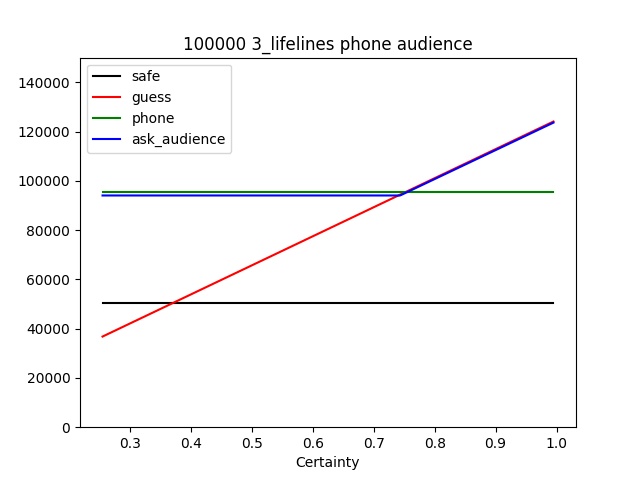 100000 3_lifelines phone audience
safe
guess
phone
ask_audience
140000
120000
100000
80000
60000
40000
20000
0
0.3 0.4 0.5 0.6 0.7 0.8 0.9 1.0
Certainty